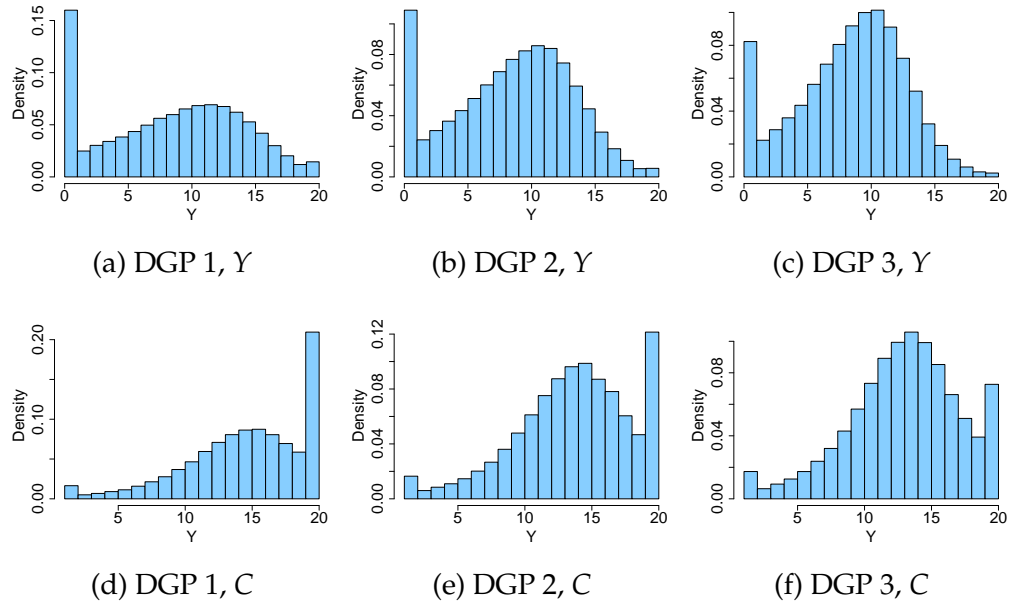 Density
0.00 0.05 0.10 0.15
0 5 10 15 20
Y
(a) DGP 1, Y
Density
0.00 0.04 0.08
0 5 10 15 20
Y
(b) DGP 2, Y
Density
0.00 0.04 0.08
0 5 10 15 20
Y
(c) DGP 3, Y
Density
0.00 0.10 0.20
5 10 15 20
Y
(d) DGP 1, C
Density
0.00 0.04 0.08 0.12
5 10 15 20
Y
(e) DGP 2, C
Density
0.00 0.04 0.08
5 10 15 20
Y
(f) DGP 3, C